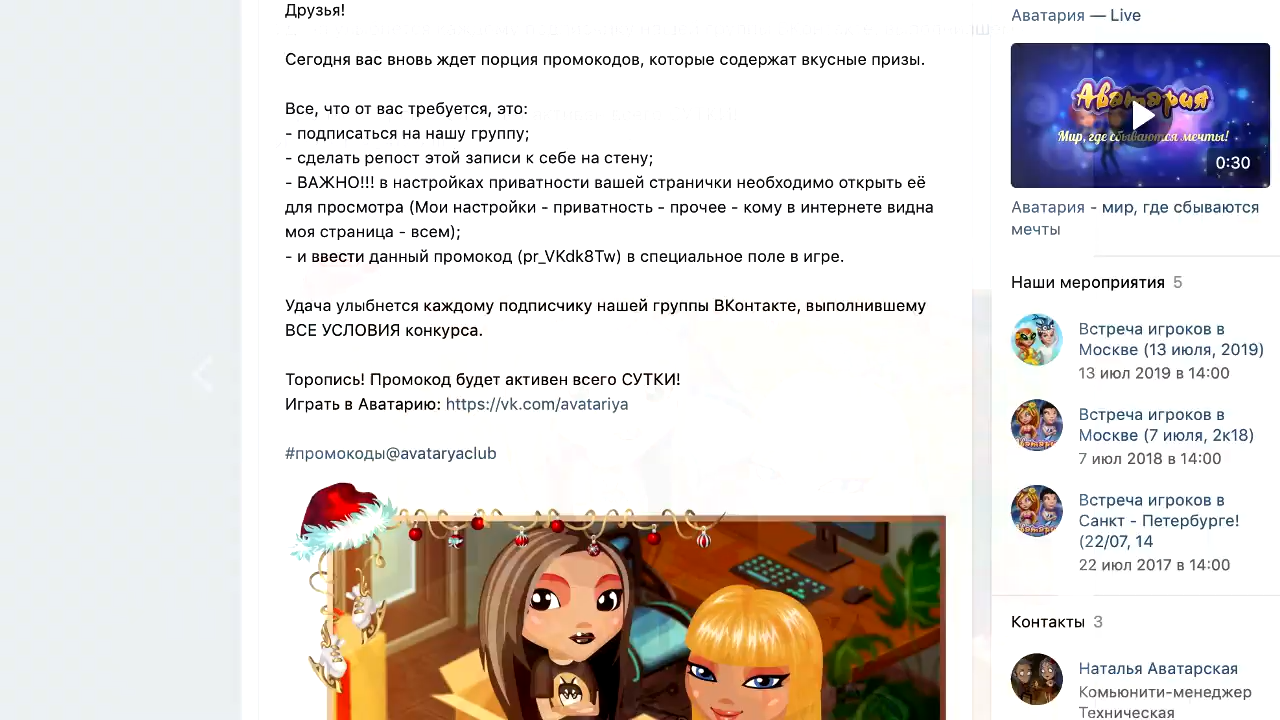 Друзья!
Сегодня вас вновь ждет порция промокодов, которые содержат вкусные призы.
Все, что от вас требуется, это:
- подписаться на нашу группу;
- сделать репост этой записи к себе на стену;
- ВАЖНО!!! в настройках приватности вашей странички необходимо открыть её
для просмотра (Мои настройки - приватность - прочее - кому в интернете видна
моя страница - всем);
- и ввести данный промокод (pr_VKdk8Tw) в специальное поле в игре.
Удача улыбнется каждому подписчику нашей группы ВКонтакте, выполнившему
ВСЕ УСЛОВИЯ конкурса.
Торопись! Промокод будет активен всего СУТКИ!
Играть в Аватарию: https://vk.com/avatariya
#промокоды@avataryaclub
Аватария — Live
Аватария
Мир, где сбываются мечты!
0:30
Аватария - мир, где сбываются
мечты
Наши мероприятия 5
Встреча игроков в
Москве (13 июля, 2019)
13 июл 2019 в 14:00
Встреча игроков в
Москве (7 июля, 2к18)
7 июл 2018 в 14:00
Встреча игроков в
Санкт - Петербурге!
(22/07, 14
22 июл 2017 в 14:00
Контакты 3
Наталья Аватарская
Комьюнити-менеджер
Техническая